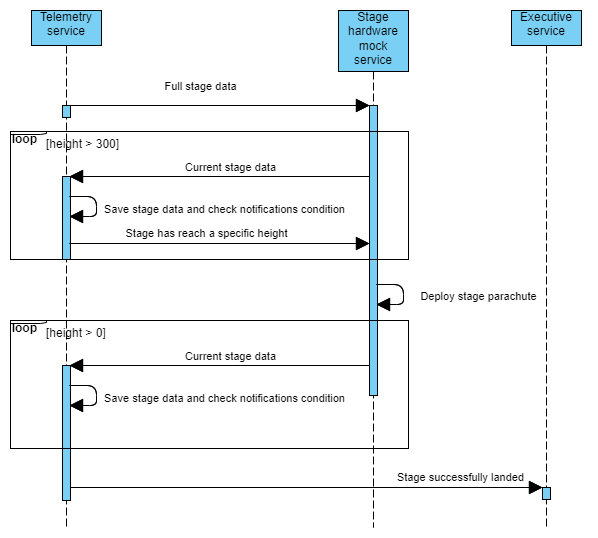 Telemetry
service
Stage
hardware
mock
service
Executive
service
Full stage data
loop
[height > 300]
Current stage data
Save stage data and check notifications condition
Stage has reach a specific height
Deploy stage parachute
loop
[height > 0]
Current stage data
Save stage data and check notifications condition
Stage successfully landed